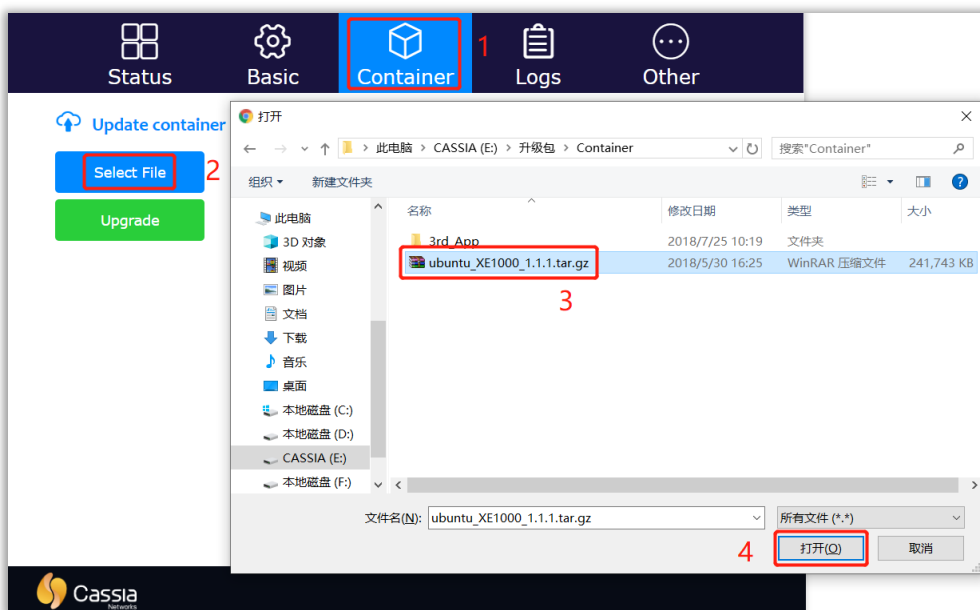 Status Basic Container 1 Logs Other
Update container
Select File 2
Upgrade
打开
此电脑 CASSIA (E:) 升级包 Container
搜索"Container"
组织 新建文件夹
名称 修改日期 类型 大小
3rd_App 2018/7/25 10:19 文件夹
ubuntu_XE1000_1.1.1.tar.gz 2018/5/30 16:25 WinRAR 压缩文件 241,743 KB
3
此电脑
3D 对象
视频
图片
文档
下载
音乐
桌面
本地磁盘 (C:)
本地磁盘 (D:)
CASSIA (E:)
本地磁盘 (F:)
文件名(N): ubuntu_XE1000_1.1.1.tar.gz 所有文件 (*.*)
4 打开(O) 取消
Cassia
Networks